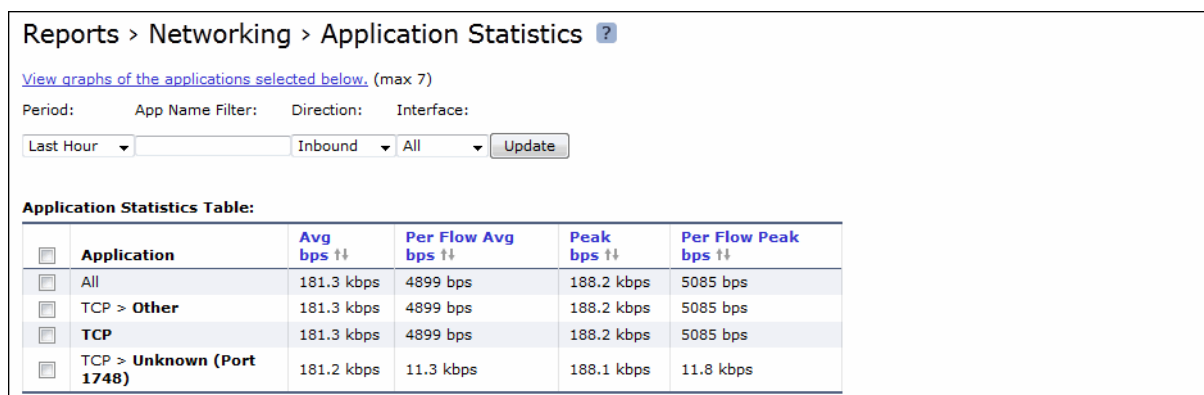 Reports > Networking > Application Statistics ?
View graphs of the applications selected below. (max 7)
Period: App Name Filter: Direction: Interface:
Last Hour Inbound All Update
Application Statistics Table:
Application Avg bps Per Flow Avg bps Peak bps Per Flow Peak bps
All 181.3 kbps 4899 bps 188.2 kbps 5085 bps
TCP > Other 181.3 kbps 4899 bps 188.2 kbps 5085 bps
TCP 181.3 kbps 4899 bps 188.2 kbps 5085 bps
TCP > Unknown (Port 1748) 181.2 kbps 11.3 kbps 188.1 kbps 11.8 kbps